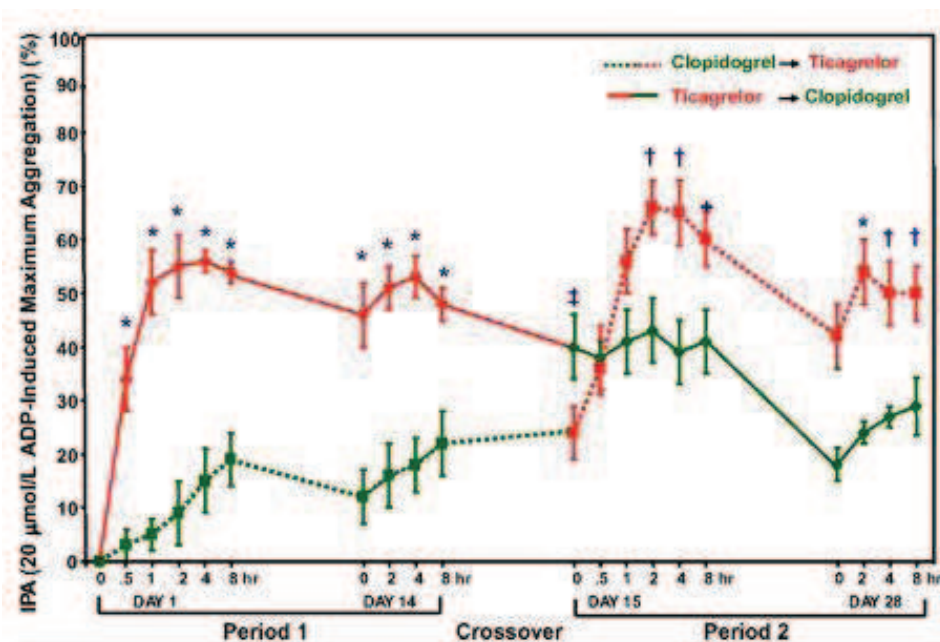 IPA (20 µmol/L ADP-Induced Maximum Aggregation) (%)
100
90
80
70
60
50
40
30
20
10
0
Clopidogrel → Ticagrelor
Ticagrelor → Clopidogrel
* * * * * * * * * * ‡ † † ‡ * † †
0 .5 1 2 4 8 hr 0 2 4 8 hr 0 .5 1 2 4 8 hr 0 2 4 8 hr
DAY 1 DAY 14 DAY 15 DAY 28
Period 1 Crossover Period 2